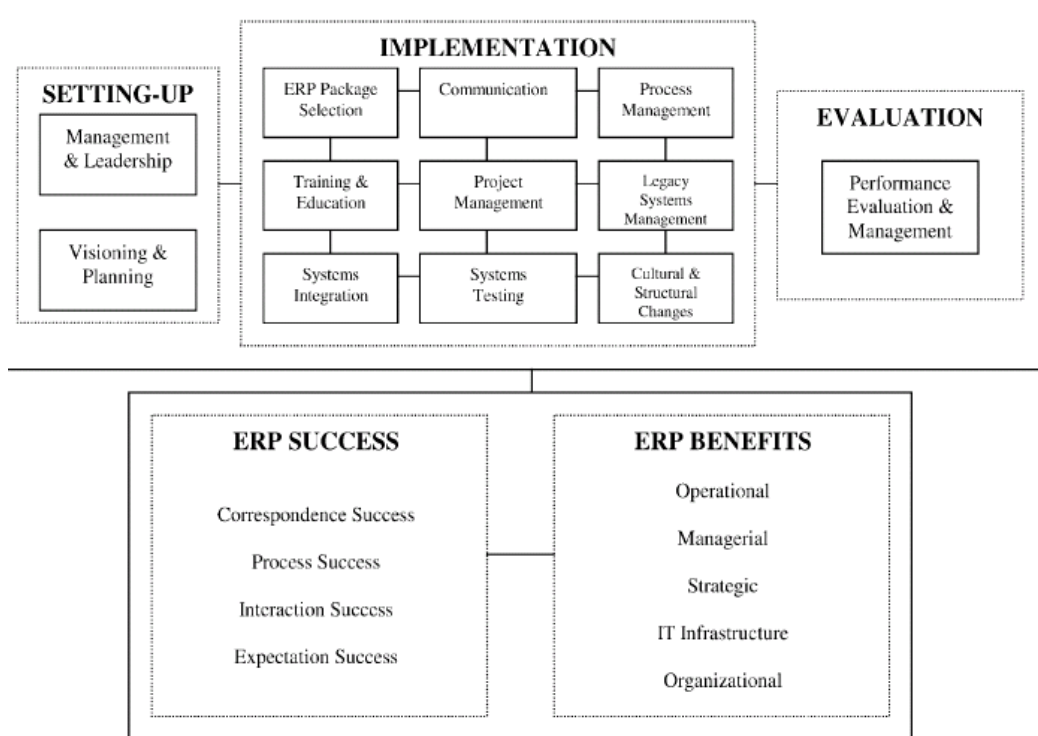 SETTING-UP
Management
& Leadership
Visioning &
Planning
IMPLEMENTATION
ERP Package
Selection
Communication
Process
Management
Training &
Education
Project
Management
Legacy
Systems
Management
Systems
Integration
Systems
Testing
Cultural &
Structural
Changes
EVALUATION
Performance
Evaluation &
Management
ERP SUCCESS
Correspondence Success
Process Success
Interaction Success
Expectation Success
ERP BENEFITS
Operational
Managerial
Strategic
IT Infrastructure
Organizational